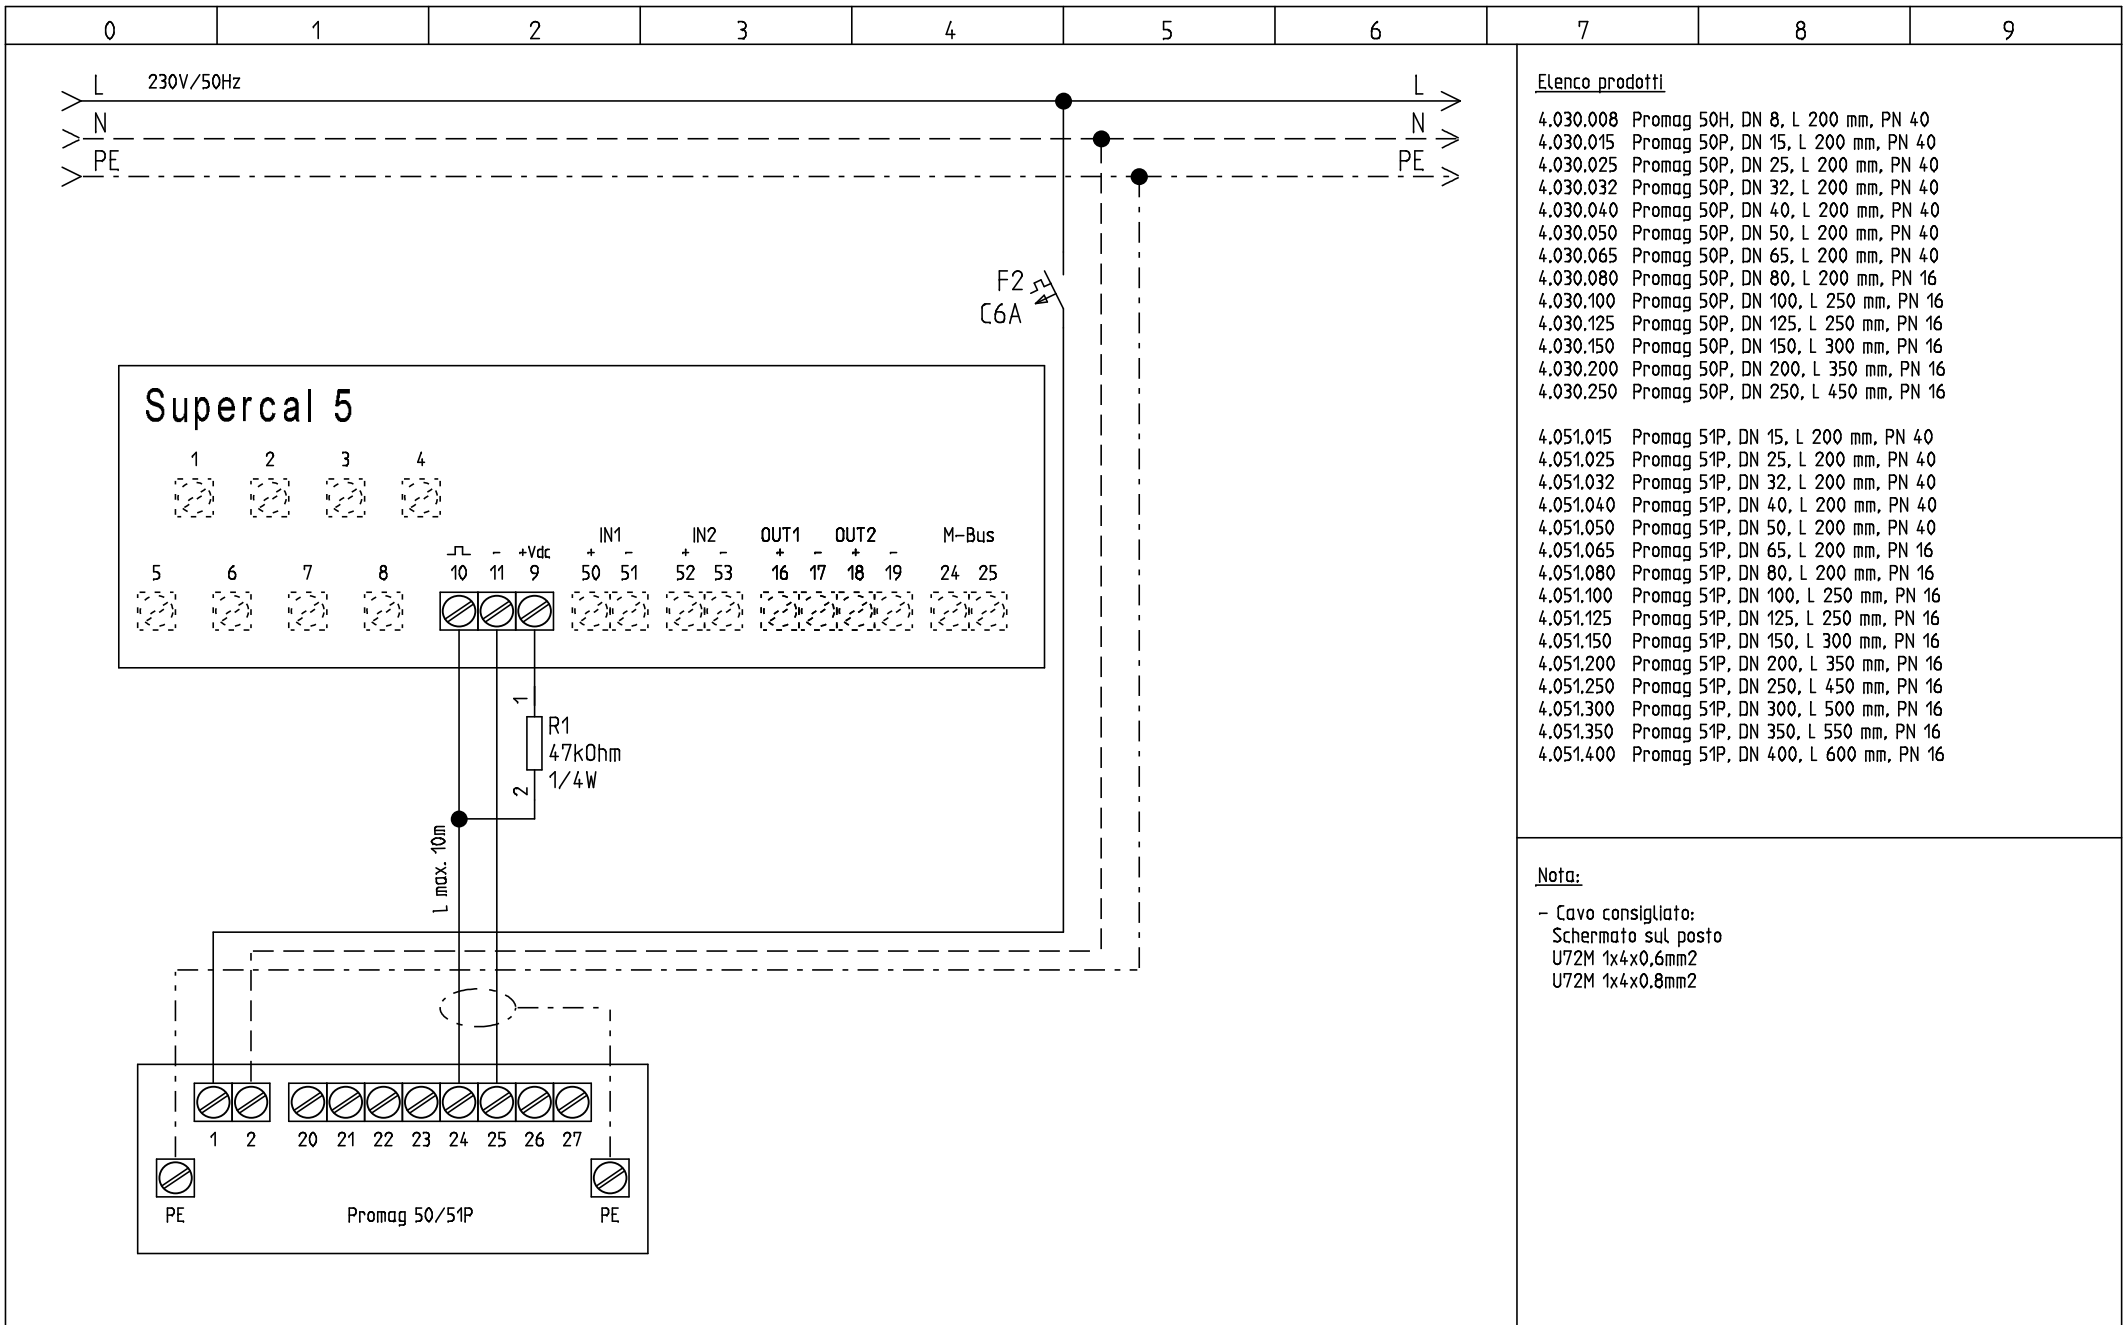 0 1 2 3 4 5 6 7 8 9
L 230V/50Hz L
N N
PE PE
F2
C6A
Supercal 5
1 2 3 4
IN1 IN2 OUT1 OUT2 M-Bus
- +Vdc + - + - + - + -
5 6 7 8 10 11 9 50 51 52 53 16 17 18 19 24 25
1
R1
47kOhm
1/4W
2
L max. 10m
1 2 20 21 22 23 24 25 26 27
PE Promag 50/51P PE
Elenco prodotti
4.030.008 Promag 50H, DN 8, L 200 mm, PN 40
4.030.015 Promag 50P, DN 15, L 200 mm, PN 40
4.030.025 Promag 50P, DN 25, L 200 mm, PN 40
4.030.032 Promag 50P, DN 32, L 200 mm, PN 40
4.030.040 Promag 50P, DN 40, L 200 mm, PN 40
4.030.050 Promag 50P, DN 50, L 200 mm, PN 40
4.030.065 Promag 50P, DN 65, L 200 mm, PN 40
4.030.080 Promag 50P, DN 80, L 200 mm, PN 16
4.030.100 Promag 50P, DN 100, L 250 mm, PN 16
4.030.125 Promag 50P, DN 125, L 250 mm, PN 16
4.030.150 Promag 50P, DN 150, L 300 mm, PN 16
4.030.200 Promag 50P, DN 200, L 350 mm, PN 16
4.030.250 Promag 50P, DN 250, L 450 mm, PN 16
4.051.015 Promag 51P, DN 15, L 200 mm, PN 40
4.051.025 Promag 51P, DN 25, L 200 mm, PN 40
4.051.032 Promag 51P, DN 32, L 200 mm, PN 40
4.051.040 Promag 51P, DN 40, L 200 mm, PN 40
4.051.050 Promag 51P, DN 50, L 200 mm, PN 40
4.051.065 Promag 51P, DN 65, L 200 mm, PN 16
4.051.080 Promag 51P, DN 80, L 200 mm, PN 16
4.051.100 Promag 51P, DN 100, L 250 mm, PN 16
4.051.125 Promag 51P, DN 125, L 250 mm, PN 16
4.051.150 Promag 51P, DN 150, L 300 mm, PN 16
4.051.200 Promag 51P, DN 200, L 350 mm, PN 16
4.051.250 Promag 51P, DN 250, L 450 mm, PN 16
4.051.300 Promag 51P, DN 300, L 500 mm, PN 16
4.051.350 Promag 51P, DN 350, L 550 mm, PN 16
4.051.400 Promag 51P, DN 400, L 600 mm, PN 16
Nota:
- Cavo consigliato:
Schermato sul posto
U72M 1x4x0,6mm2
U72M 1x4x0.8mm2